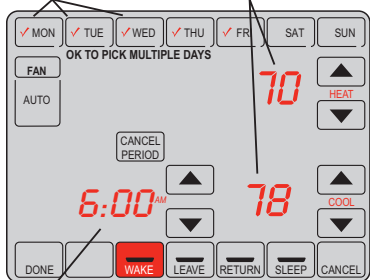 MON TUE WED THU FRI SAT SUN
OK TO PICK MULTIPLE DAYS
FAN
AUTO
70
HEAT
CANCEL
PERIOD
6:00 AM
78
COOL
DONE WAKE LEAVE RETURN SLEEP CANCEL